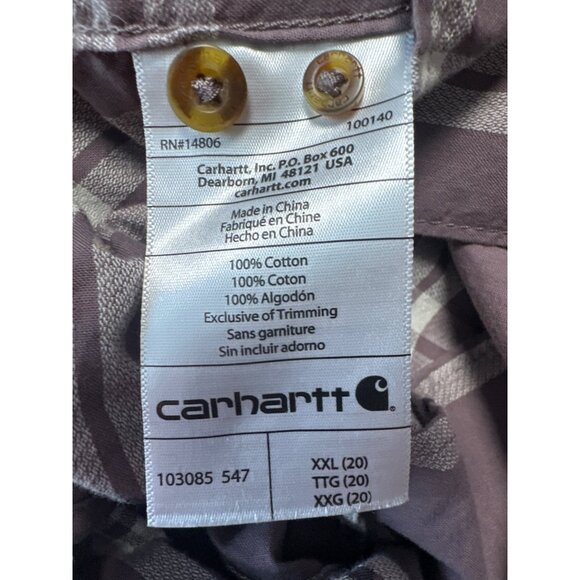 RN#14806
100140
Carhartt, Inc. P.O. Box 600
Dearborn, MI 48121 USA
carhartt.com
Made in China
Fabriqué en Chine
Hecho en China
100% Cotton
100% Coton
100% Algodón
Exclusive of Trimming
Sans garniture
Sin incluir adorno
carhartt
103085 547
XXL (20)
TTG (20)
XXG (20)